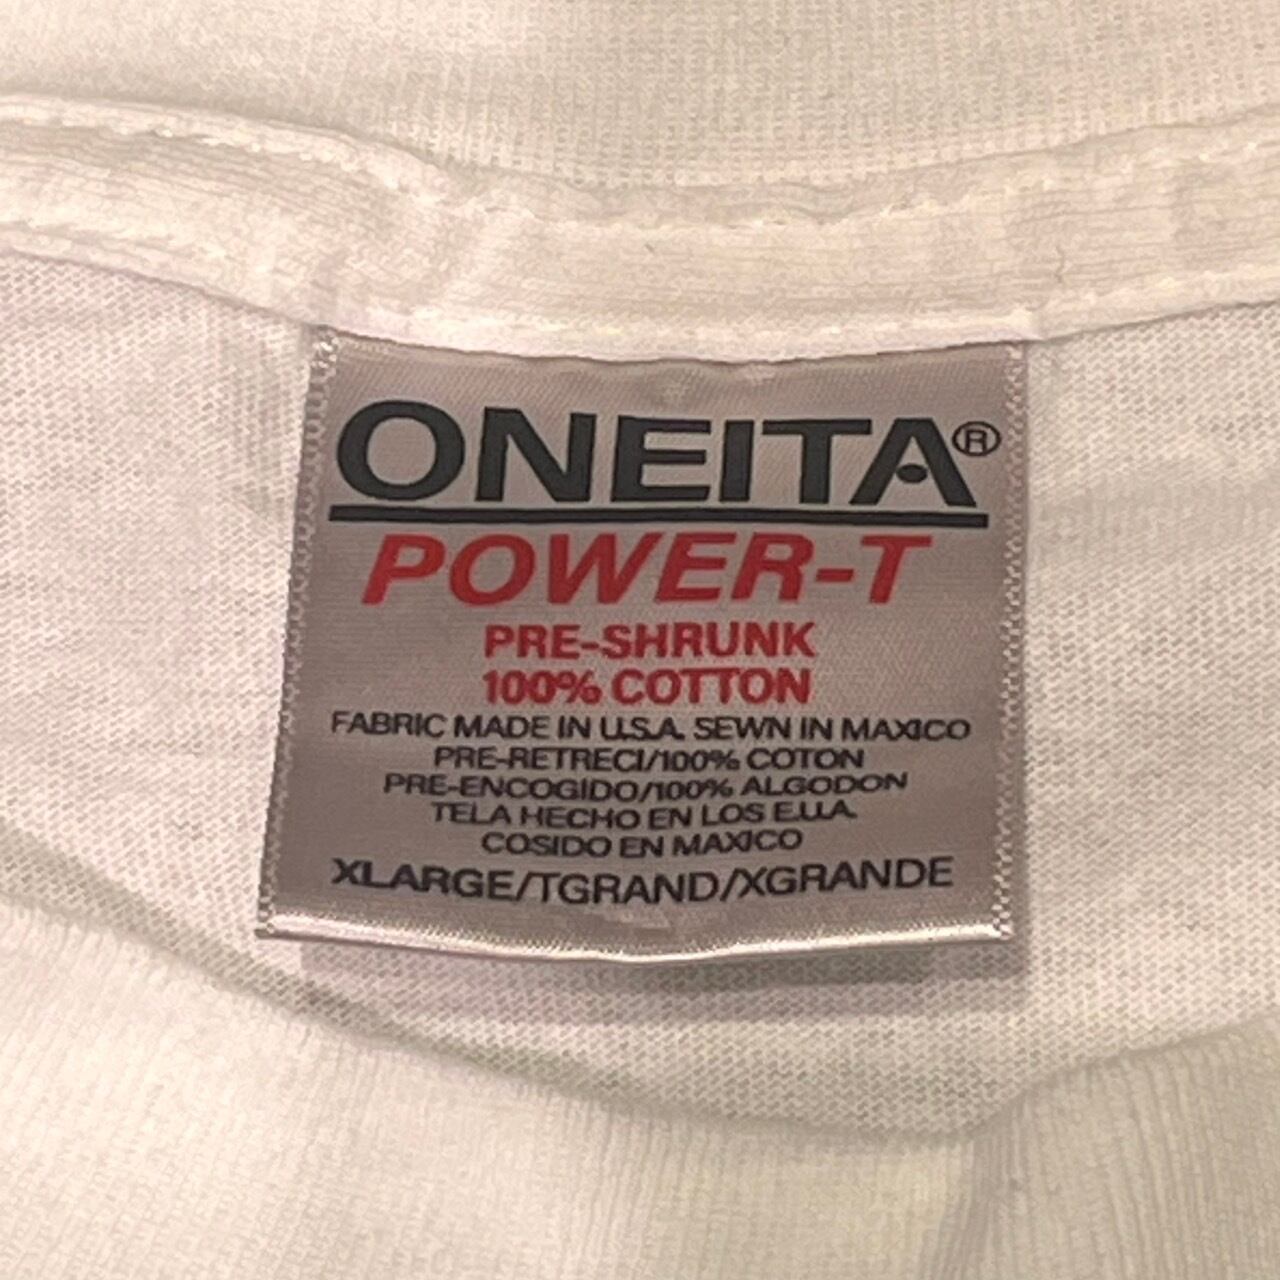 ONEITA®
POWER-T
PRE-SHRUNK
100% COTTON
FABRIC MADE IN U.S.A. SEWN IN MAXICO
PRE-RETRECI/100% COTON
PRE-ENCOGIDO/100% ALGODON
TELA HECHO EN LOS E.U.A.
COSIDO EN MAXICO
XLARGE/TGRAND/XGRANDE